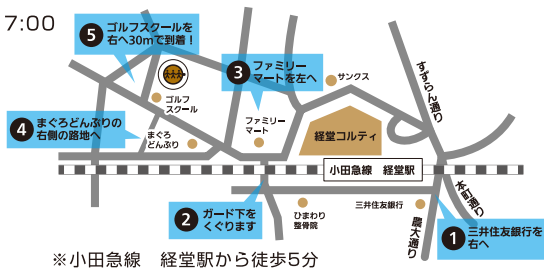 7:00
5 ゴルフスクールを
右へ30mで到着！
3 ファミリー
マートを左へ
サンクス
すずらん通り
ゴルフ
スクール
4 まぐろどんぶりの
右側の路地へ
まぐろ
どんぶり
ファミリー
マート
経堂コルティ
小田急線　経堂駅
本町通り
2 ガード下を
くぐります
ひまわり
整骨院
三井住友銀行
農大通り
1 三井住友銀行を
右へ
※小田急線　経堂駅から徒歩5分